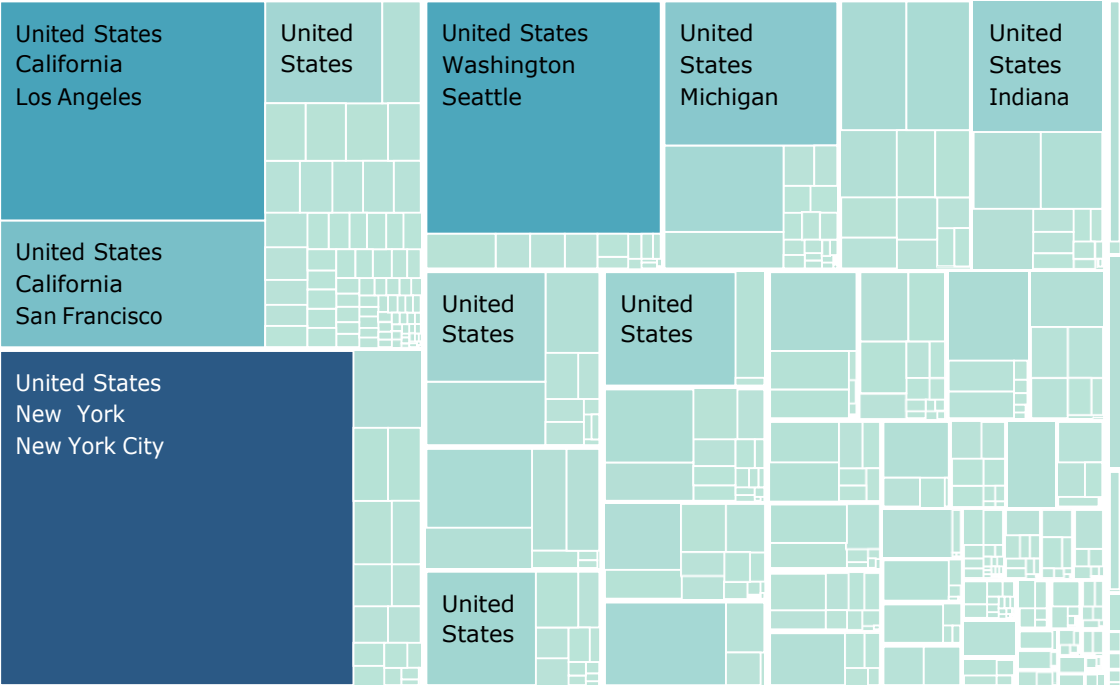 United States
California
Los Angeles
United
States
United States
Washington
Seattle
United
States
Michigan
United
States
Indiana
United States
California
San Francisco
United
States
United
States
United States
New York
New York City
United
States